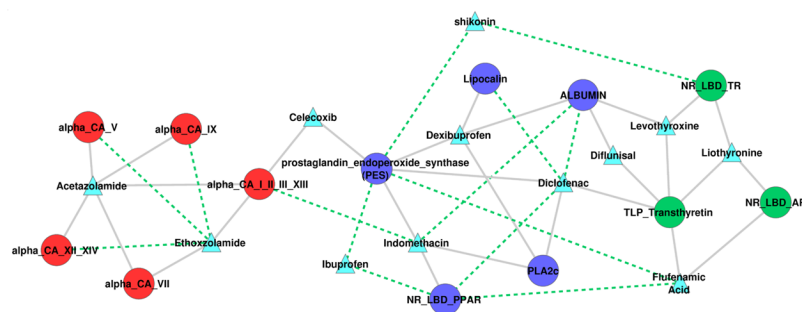 shikonin
Lipocalin
NR_LBD_TR
ALBUMIN
alpha_CA_V
alpha_CA_IX
Celecoxib
Levothyroxine
Dexibuprofen
Diflunisal
Liothyronine
prostaglandin_endoperoxide_synthase
(PES)
Acetazolamide
alpha_CA_I_II_III_XIII
Diclofenac
TLP_Transthyretin
NR_LBD_AR
alpha_CA_XII_XIV
Ethoxzolamide
Indomethacin
Ibuprofen
PLA2c
alpha_CA_VII
Flufenamic
Acid
NR_LBD_PPAR